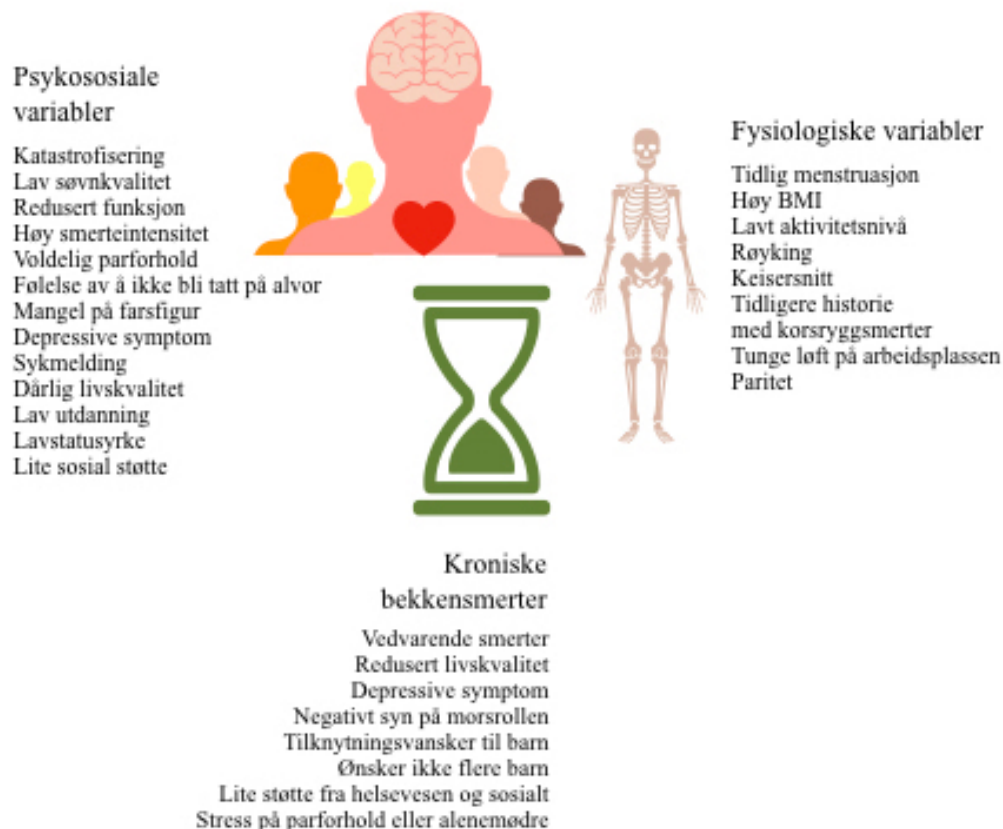 Psykososiale
variabler
Katastrofisering
Lav søvnkvalitet
Redusert funksjon
Høy smerteintensitet
Voldelig parforhold
Følelse av å ikke bli tatt på alvor
Mangel på farsfigur
Depressive symptom
Sykmelding
Dårlig livskvalitet
Lav utdanning
Lavstatusyrke
Lite sosial støtte
Fysiologiske variabler
Tidlig menstruasjon
Høy BMI
Lavt aktivitetsnivå
Røyking
Keisersnitt
Tidligere historie
med korsryggsmerter
Tunge løft på arbeidsplassen
Paritet
Kroniske
bekkensmerter
Vedvarende smerter
Redusert livskvalitet
Depressive symptom
Negativt syn på morsrollen
Tilknytningsvansker til barn
Ønsker ikke flere barn
Lite støtte fra helsevesen og sosialt
Stress på parforhold eller alenemødre